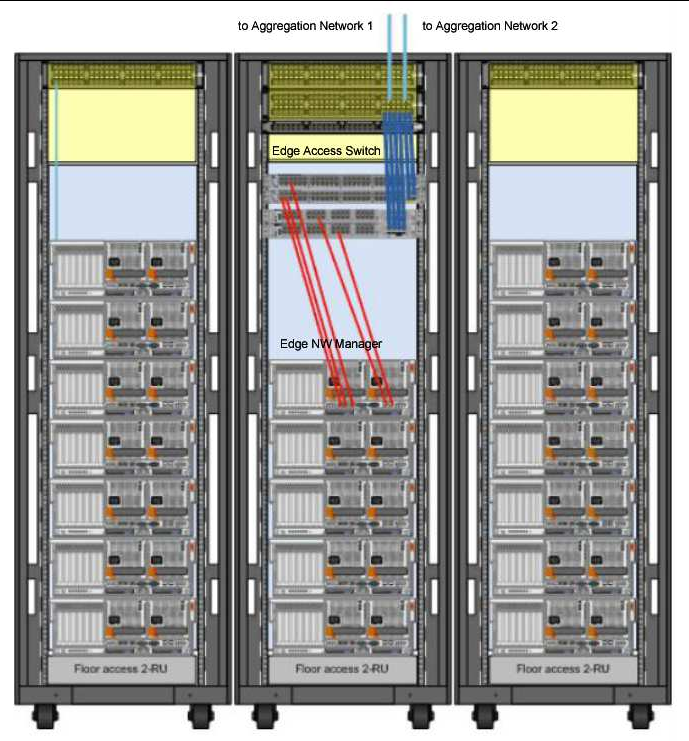 to Aggregation Network 1
to Aggregation Network 2
Edge Access Switch
Edge NW Manager
Floor access 2-RU
Floor access 2-RU
Floor access 2-RU